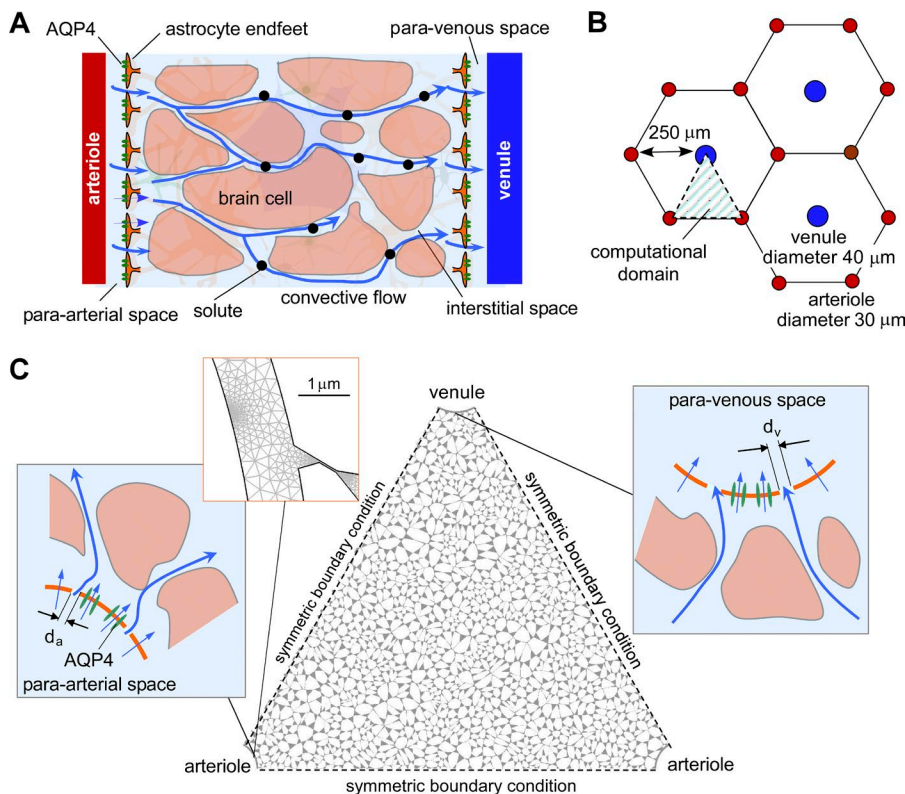 A
AQP4
astrocyte endfeet
para-venous space
arteriole
brain cell
venule
para-arterial space
solute
convective flow
interstitial space
B
250 μm
computational
domain
venule
diameter 40 μm
arteriole
diameter 30 μm
C
1 μm
venule
para-venous space
dv
symmetric boundary condition
symmetric boundary condition
da
AQP4
para-arterial space
arteriole
arteriole
symmetric boundary condition